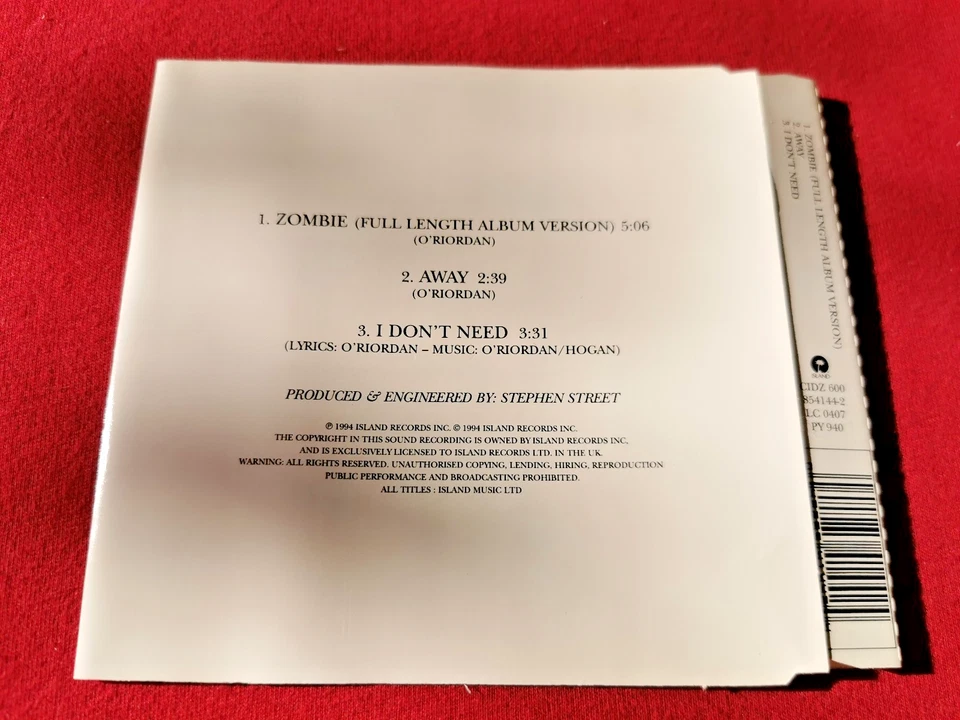 1. ZOMBIE (FULL LENGTH ALBUM VERSION) 5:06
(O'RIORDAN)
2. AWAY 2:39
(O'RIORDAN)
3. I DON'T NEED 3:31
(LYRICS: O'RIORDAN – MUSIC: O'RIORDAN/HOGAN)
PRODUCED & ENGINEERED BY: STEPHEN STREET
℗ 1994 ISLAND RECORDS INC. © 1994 ISLAND RECORDS INC.
THE COPYRIGHT IN THIS SOUND RECORDING IS OWNED BY ISLAND RECORDS INC,
AND IS EXCLUSIVELY LICENSED TO ISLAND RECORDS LTD. IN THE UK.
WARNING: ALL RIGHTS RESERVED. UNAUTHORISED COPYING, LENDING, HIRING, REPRODUCTION
PUBLIC PERFORMANCE AND BROADCASTING PROHIBITED.
ALL TITLES : ISLAND MUSIC LTD
1. ZOMBIE (FULL LENGTH ALBUM VERSION)
2. AWAY
3. I DON'T NEED
ISLAND
CIDZ 600
854144-2
LC 0407
PY 940